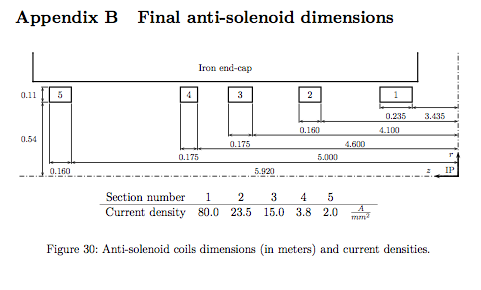 Appendix B Final anti-solenoid dimensions
Iron end-cap
0.11 5 4 3 2 1
0.235 3.435
0.160 4.100
0.54 0.175 4.600
0.175 5.000 r
0.160 5.920 z IP
Section number 1 2 3 4 5
Current density 80.0 23.5 15.0 3.8 2.0 A/mm²
Figure 30: Anti-solenoid coils dimensions (in meters) and current densities.